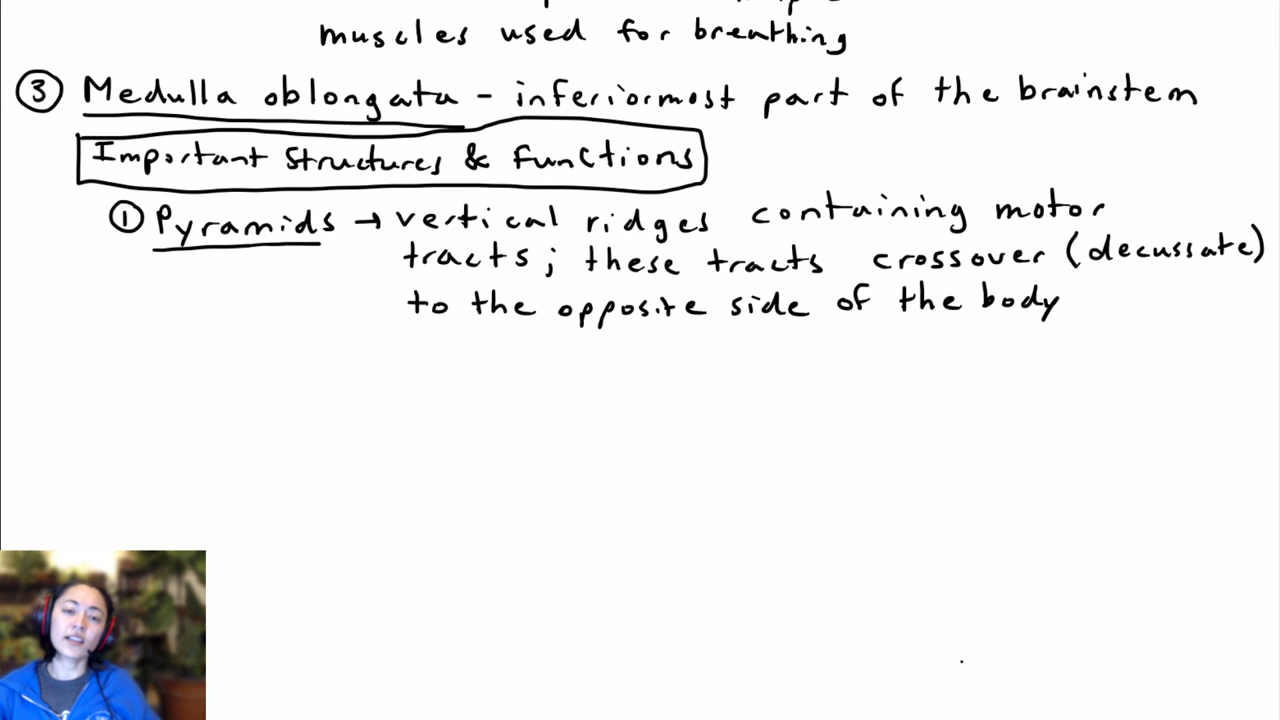 muscles used for breathing
③ Medulla oblongata - inferiormost part of the brainstem
Important Structures & Functions
① Pyramids → vertical ridges containing motor
tracts; these tracts crossover (decussate)
to the opposite side of the body